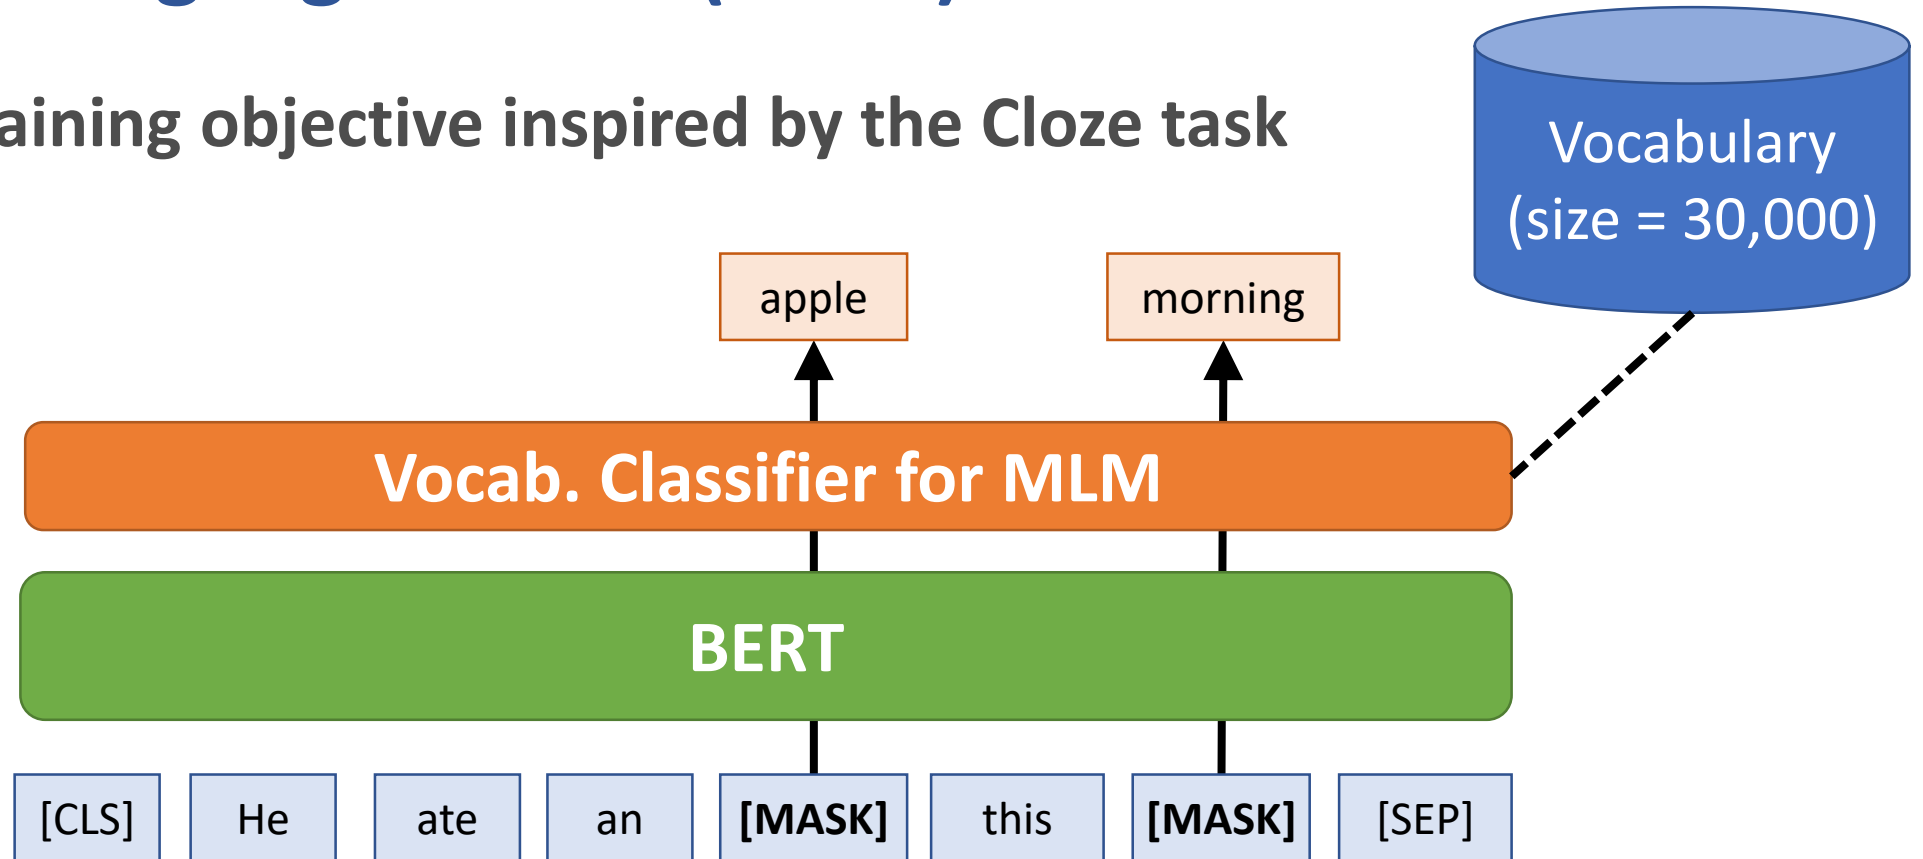 aining objective inspired by the Cloze task
Vocabulary
(size = 30,000)
apple morning
Vocab. Classifier for MLM
BERT
[CLS] He ate an [MASK] this [MASK] [SEP]